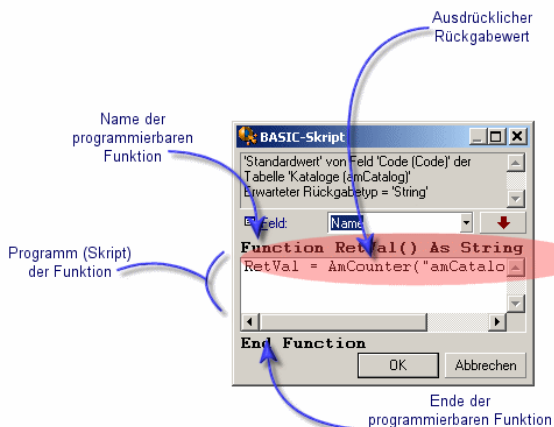 Ausdrücklicher
Rückgabewert
Name der
programmierbaren
Funktion
BASIC-Skript
'Standardwert' von Feld 'Code (Code)' der
Tabelle 'Kataloge (amCatalog)'
Erwarteter Rückgabetyp = 'String'
Feld:
Name
Function RetVal() As String
Programm (Skript)
der Funktion
RetVal = AmCounter("amCatalo
End Function
OK
Abbrechen
Ende der
programmierbaren Funktion